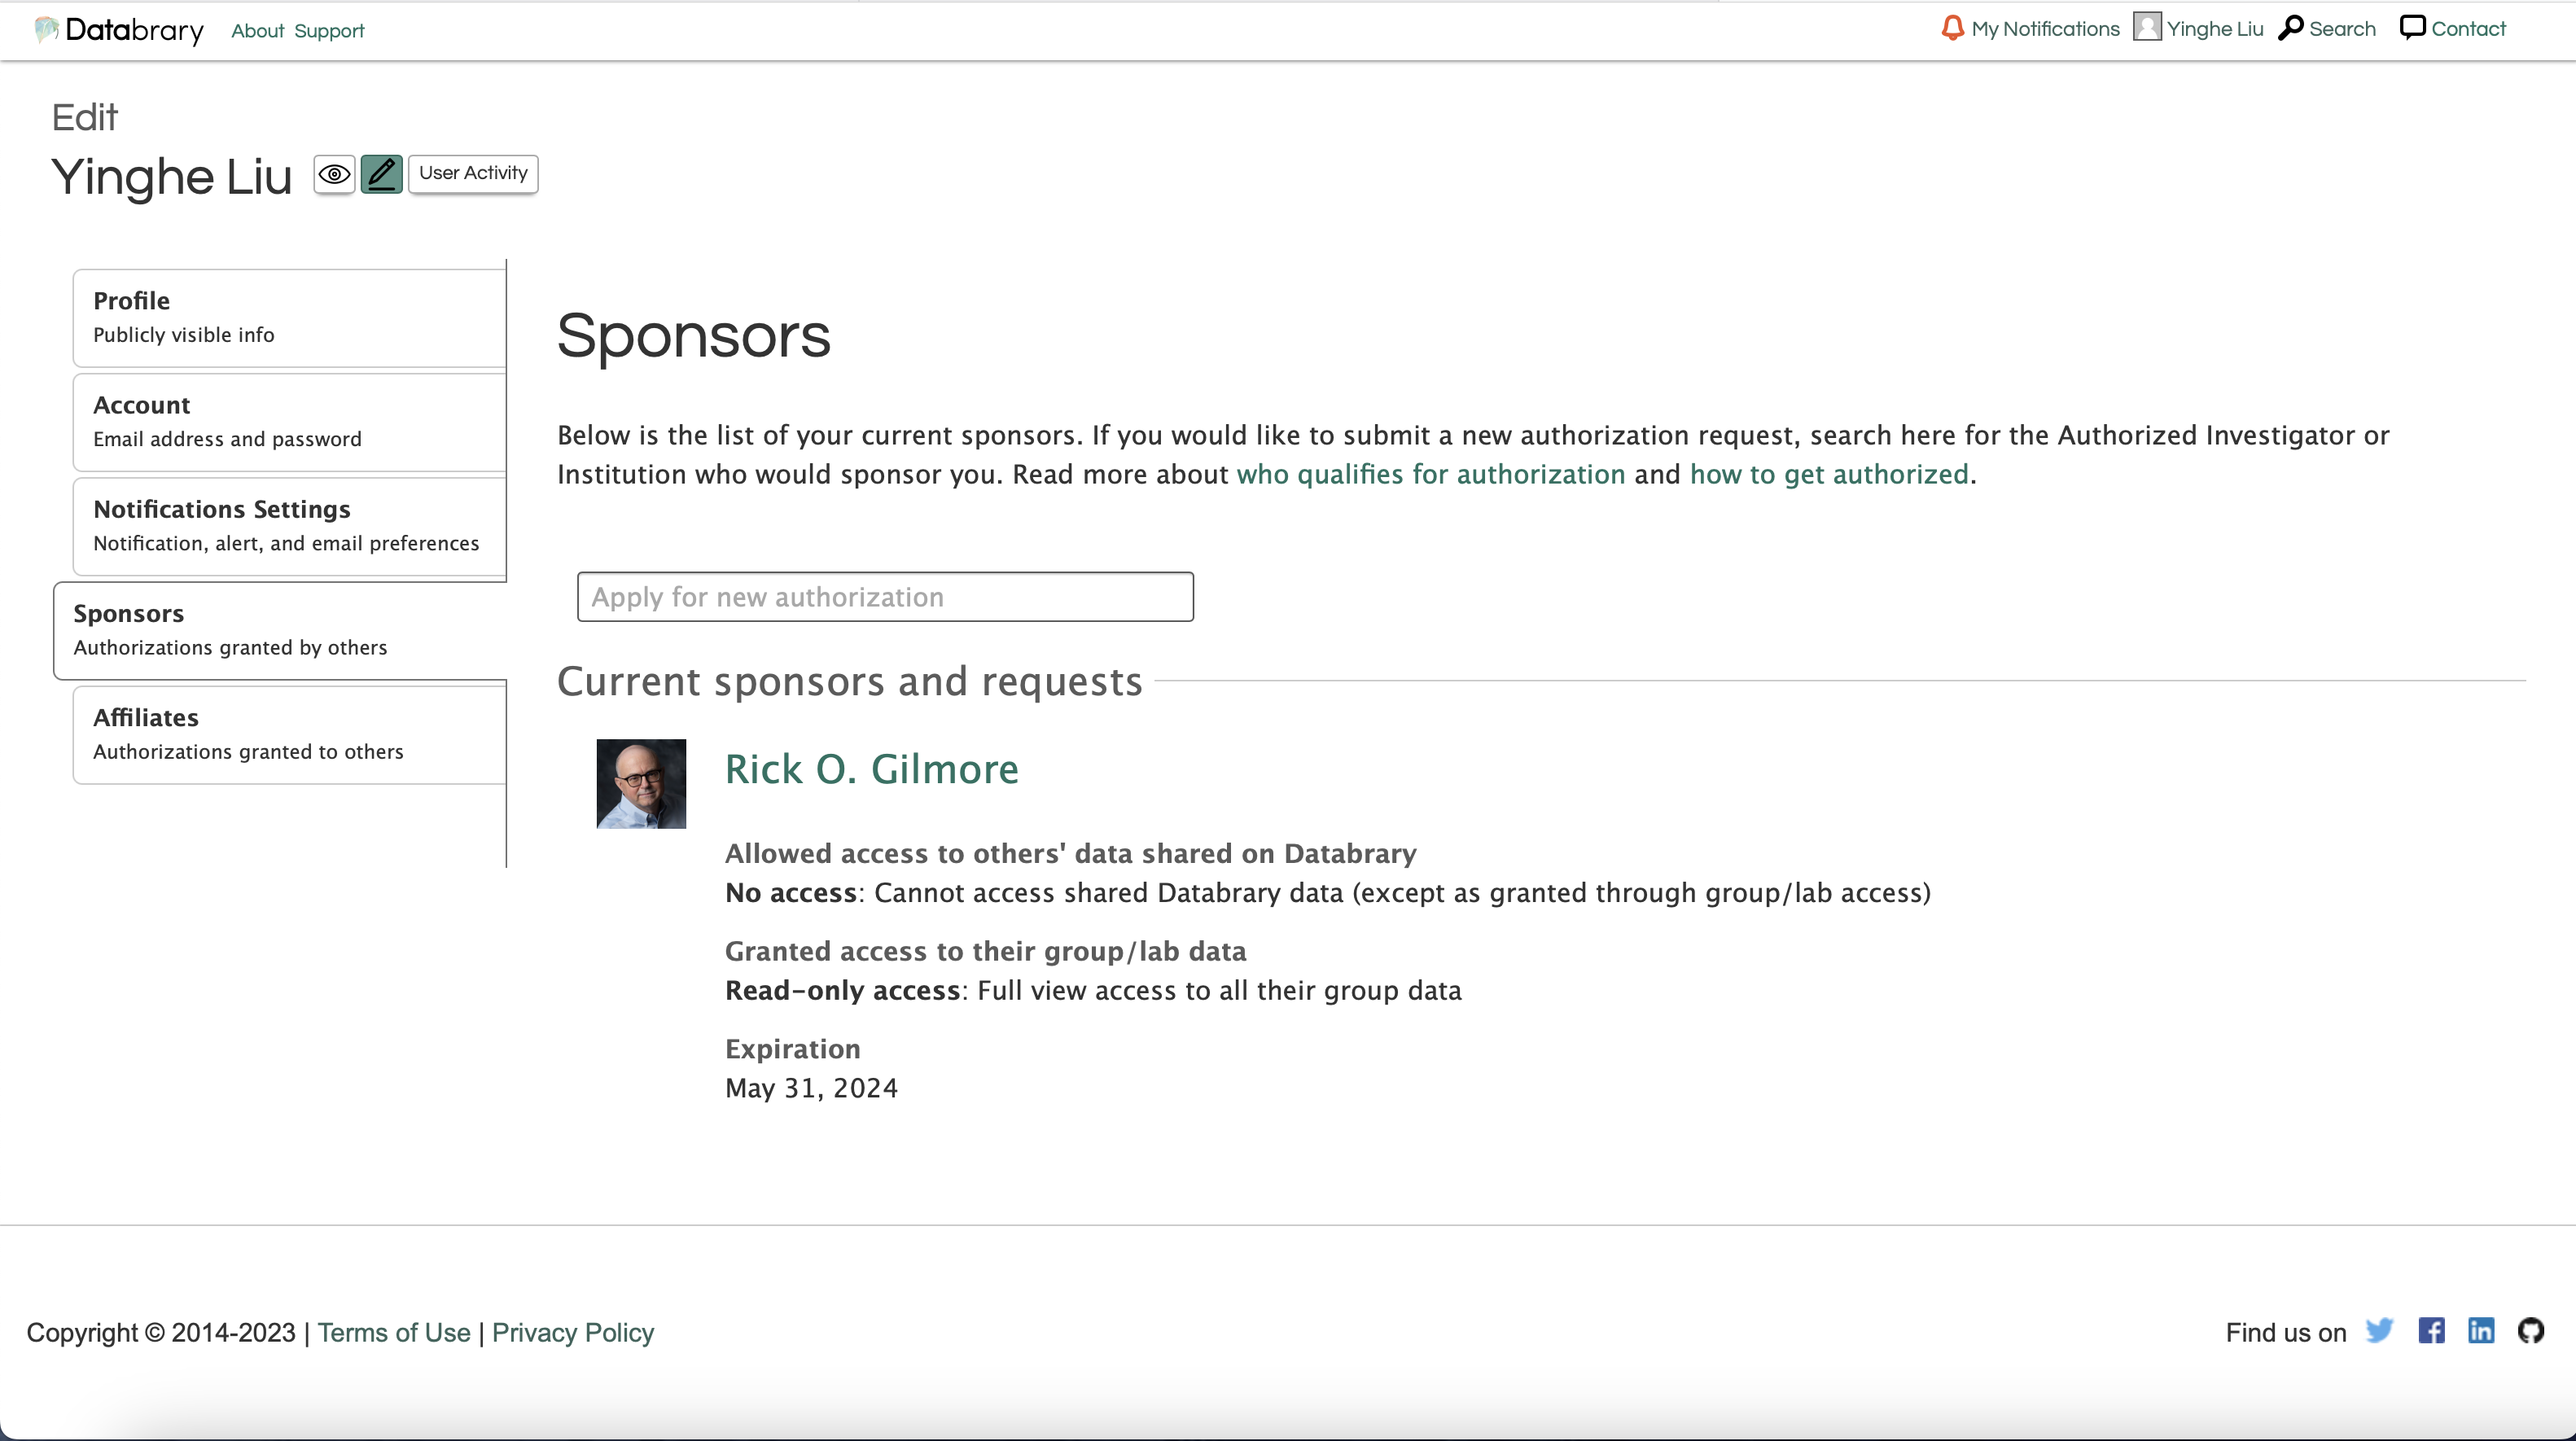 Databrary About Support My Notifications Yinghe Liu Search Contact
Edit
Yinghe Liu User Activity
Profile
Publicly visible info
Account
Email address and password
Notifications Settings
Notification, alert, and email preferences
Sponsors
Authorizations granted by others
Affiliates
Authorizations granted to others
Sponsors
Below is the list of your current sponsors. If you would like to submit a new authorization request, search here for the Authorized Investigator or
Institution who would sponsor you. Read more about who qualifies for authorization and how to get authorized.
Apply for new authorization
Current sponsors and requests
Rick O. Gilmore
Allowed access to others' data shared on Databrary
No access: Cannot access shared Databrary data (except as granted through group/lab access)
Granted access to their group/lab data
Read-only access: Full view access to all their group data
Expiration
May 31, 2024
Copyright © 2014-2023 | Terms of Use | Privacy Policy
Find us on